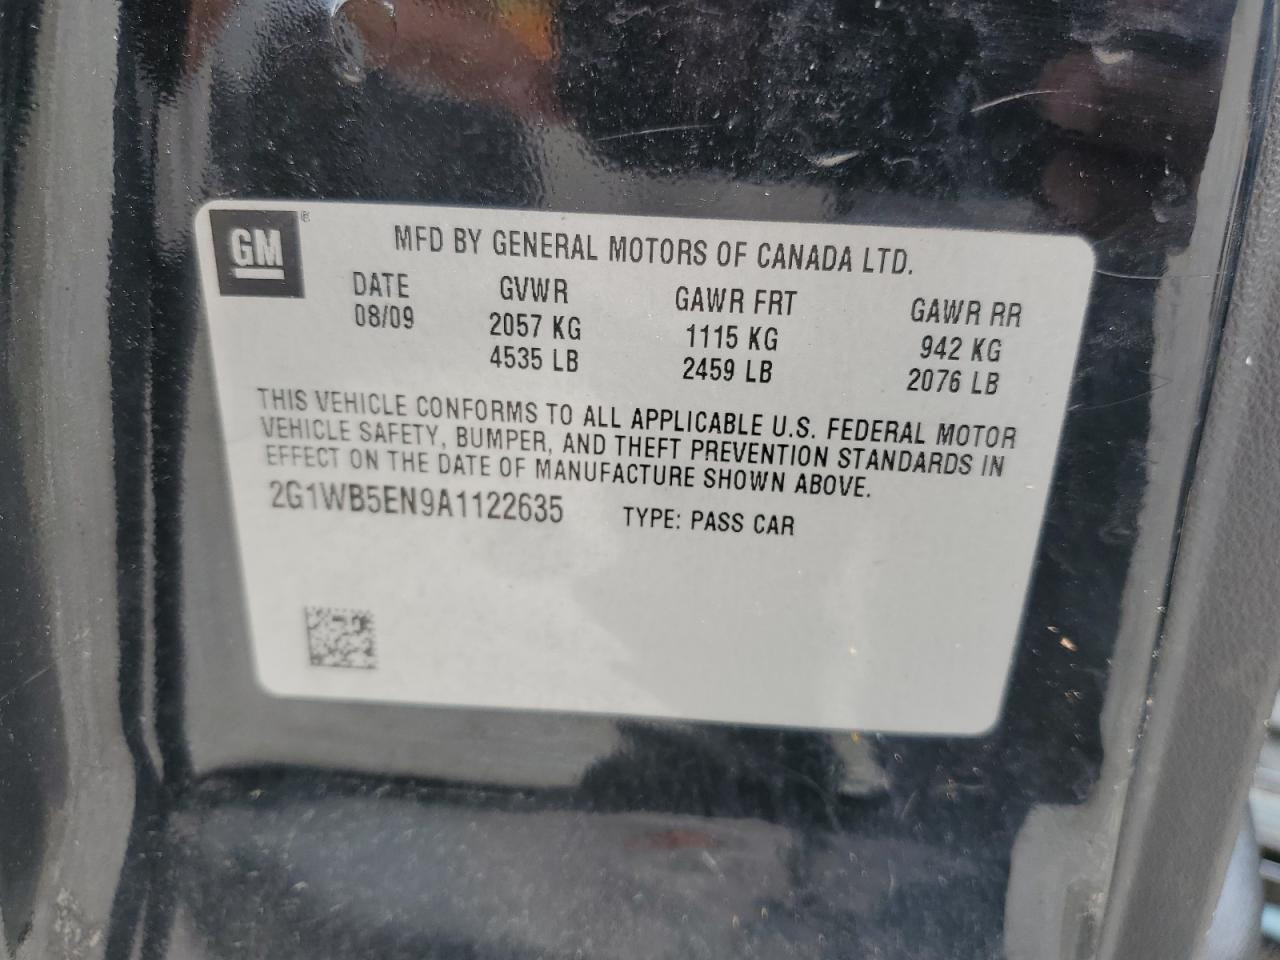 GM ®
MFD BY GENERAL MOTORS OF CANADA LTD.
DATE GVWR GAWR FRT GAWR RR
08/09 2057 KG 1115 KG 942 KG
4535 LB 2459 LB 2076 LB
THIS VEHICLE CONFORMS TO ALL APPLICABLE U.S. FEDERAL MOTOR
VEHICLE SAFETY, BUMPER, AND THEFT PREVENTION STANDARDS IN
EFFECT ON THE DATE OF MANUFACTURE SHOWN ABOVE.
2G1WB5EN9A1122635 TYPE: PASS CAR